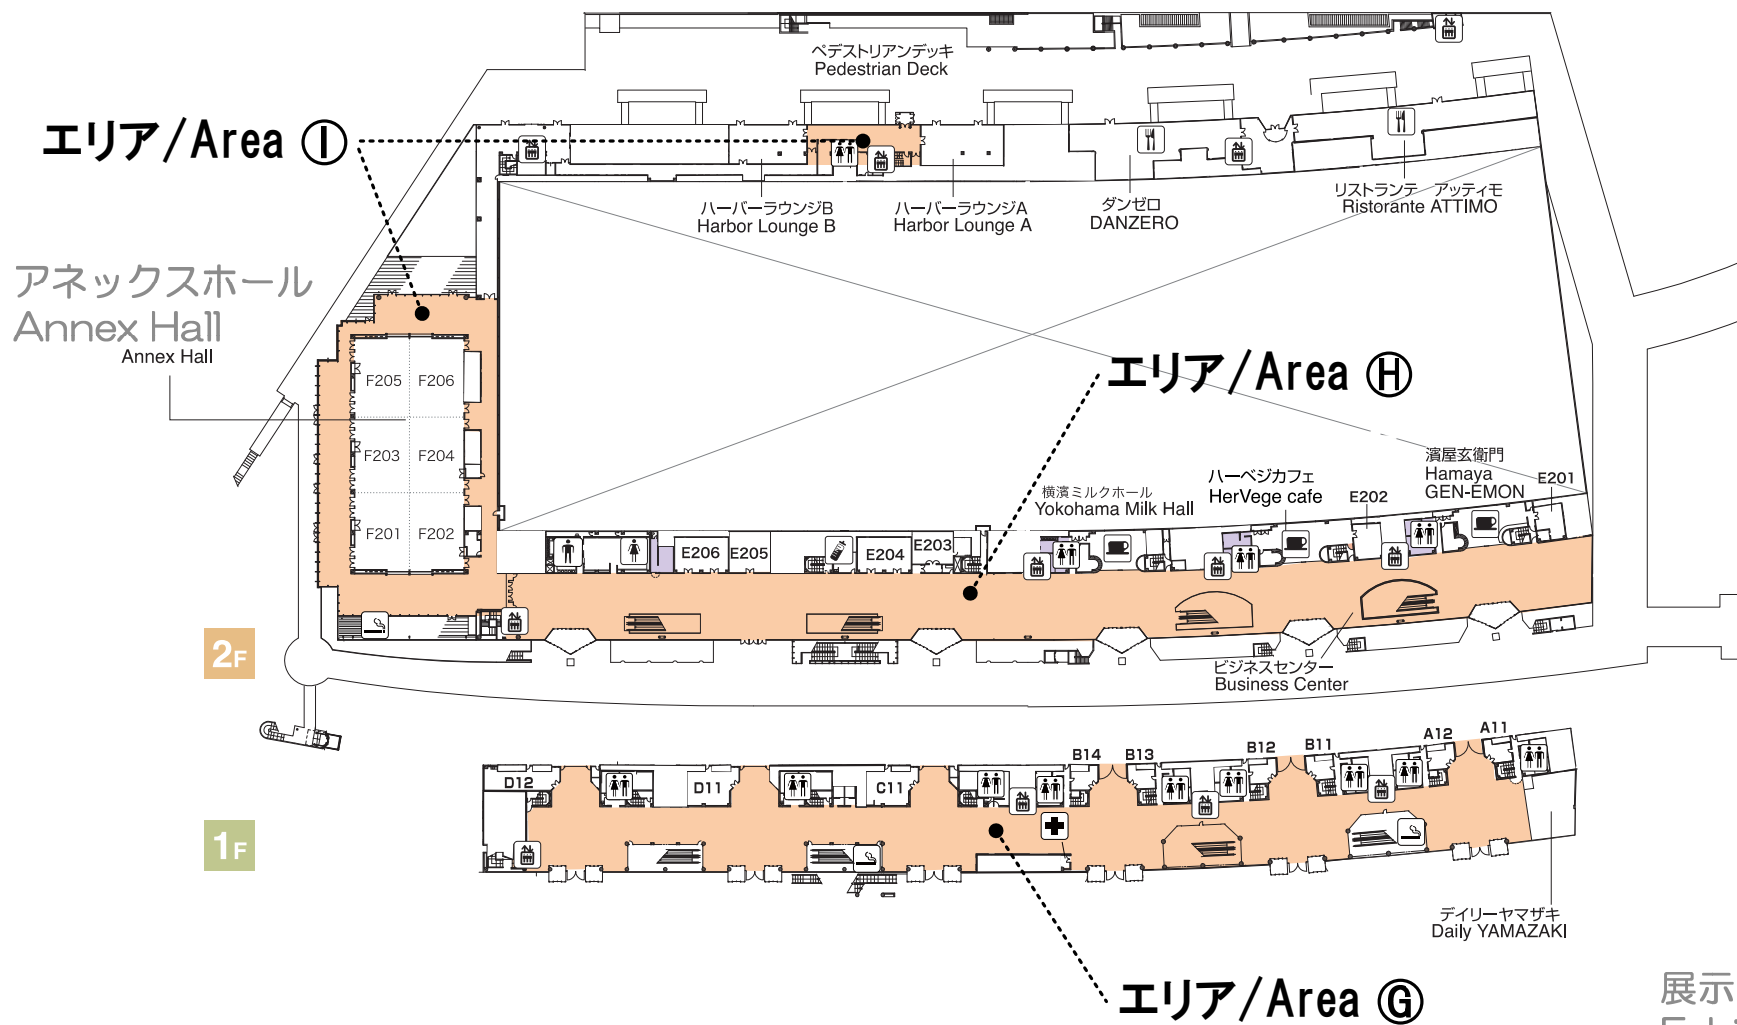 ペデストリアンデッキ
Pedestrian Deck
エリア/Area Ⓘ
ハーバーラウンジB
Harbor Lounge B
ハーバーラウンジA
Harbor Lounge A
ダンゼロ
DANZERO
リストランテ アッティモ
Ristorante ATTIMO
アネックスホール
Annex Hall
Annex Hall
F205 F206
F203 F204
F201 F202
エリア/Area Ⓗ
横濱ミルクホール
Yokohama Milk Hall
ハーベジカフェ
HerVege cafe
濱屋玄衛門
Hamaya
GEN-EMON
E201
E202
E203
E204
E205
E206
2F
ビジネスセンター
Business Center
D12
D11
C11
B14
B13
B12
B11
A12
A11
1F
デイリーヤマザキ
Daily YAMAZAKI
エリア/Area Ⓖ
展示